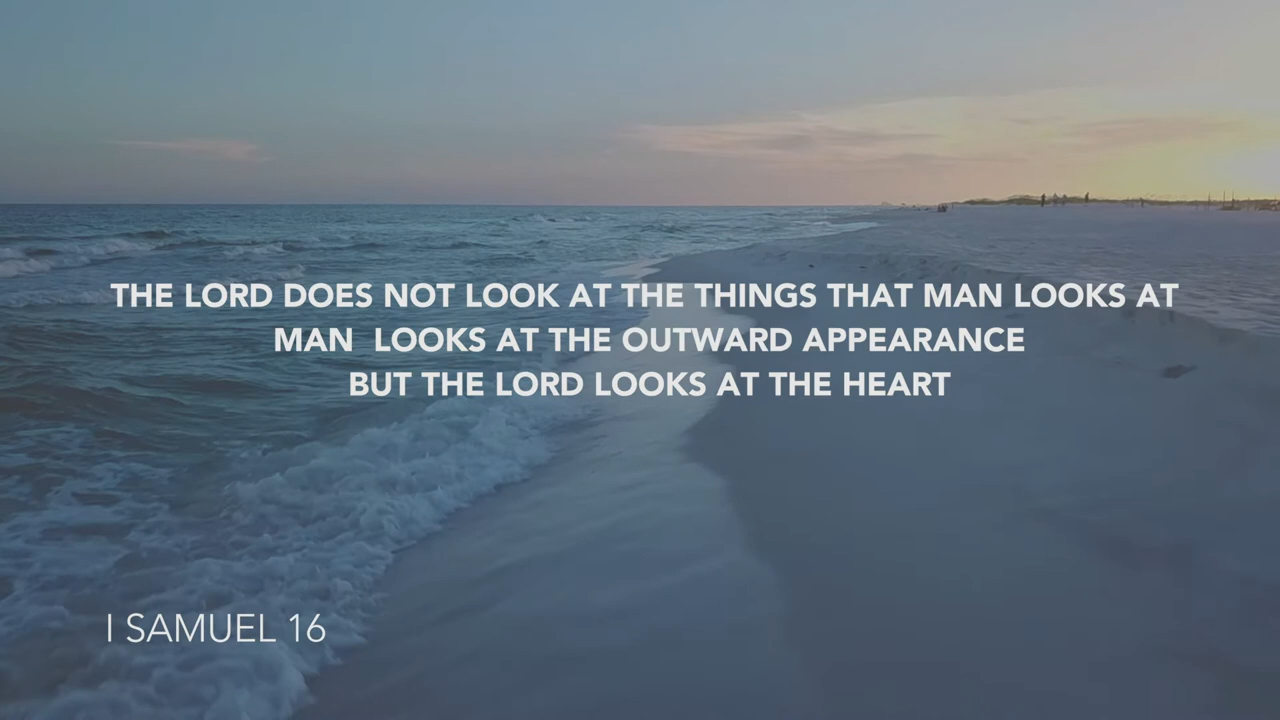 THE LORD DOES NOT LOOK AT THE THINGS THAT MAN LOOKS AT
MAN  LOOKS AT THE OUTWARD APPEARANCE
BUT THE LORD LOOKS AT THE HEART
I SAMUEL 16